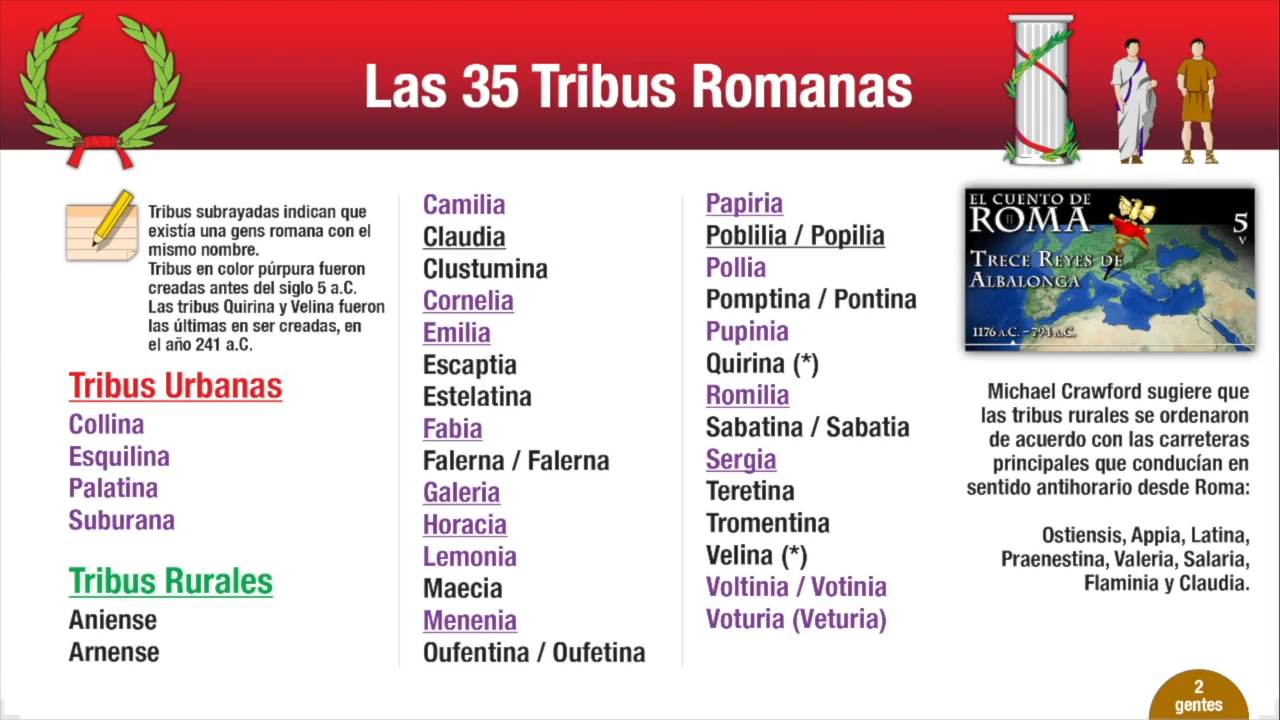 Las 35 Tribus Romanas
Tribus subrayadas indican que
existía una gens romana con el
mismo nombre.
Tribus en color púrpura fueron
creadas antes del siglo 5 a.C.
Las tribus Quirina y Velina fueron
las últimas en ser creadas, en
el año 241 a.C.
Tribus Urbanas
Collina
Esquilina
Palatina
Suburana
Tribus Rurales
Aniense
Arnense
Camilia
Claudia
Clustumina
Cornelia
Emilia
Escaptia
Estelatina
Fabia
Falerna / Falerna
Galeria
Horacia
Lemonia
Maecia
Menenia
Oufentina / Oufetina
Papiria
Poblilia / Popilia
Pollia
Pomptina / Pontina
Pupinia
Quirina (*)
Romilia
Sabatina / Sabatia
Sergia
Teretina
Tromentina
Velina (*)
Voltinia / Votinia
Voturia (Veturia)
EL CUENTO DE
ROMA
II
5
V
TRECE REYES DE
ALBALONGA
1176 A.C. – 794 A.C.
Michael Crawford sugiere que
las tribus rurales se ordenaron
de acuerdo con las carreteras
principales que conducían en
sentido antihorario desde Roma:
Ostiensis, Appia, Latina,
Praenestina, Valeria, Salaria,
Flaminia y Claudia.
2
gentes